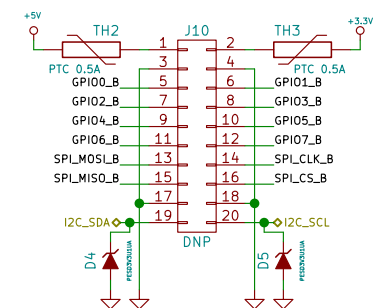 +5V +3.3V
TH2 J10 TH3
1 2
PTC 0.5A 3 4 PTC 0.5A
GPIO0_B 5 6 GPIO1_B
GPIO2_B 7 8 GPIO3_B
GPIO4_B 9 10 GPIO5_B
GPIO6_B 11 12 GPIO7_B
SPI_MOSI_B 13 14 SPI_CLK_B
SPI_MISO_B 15 16 SPI_CS_B
17 18
I2C_SDA 19 20 I2C_SCL
DNP
D4 PESD3V3U1UA D5 PESD3V3U1UA